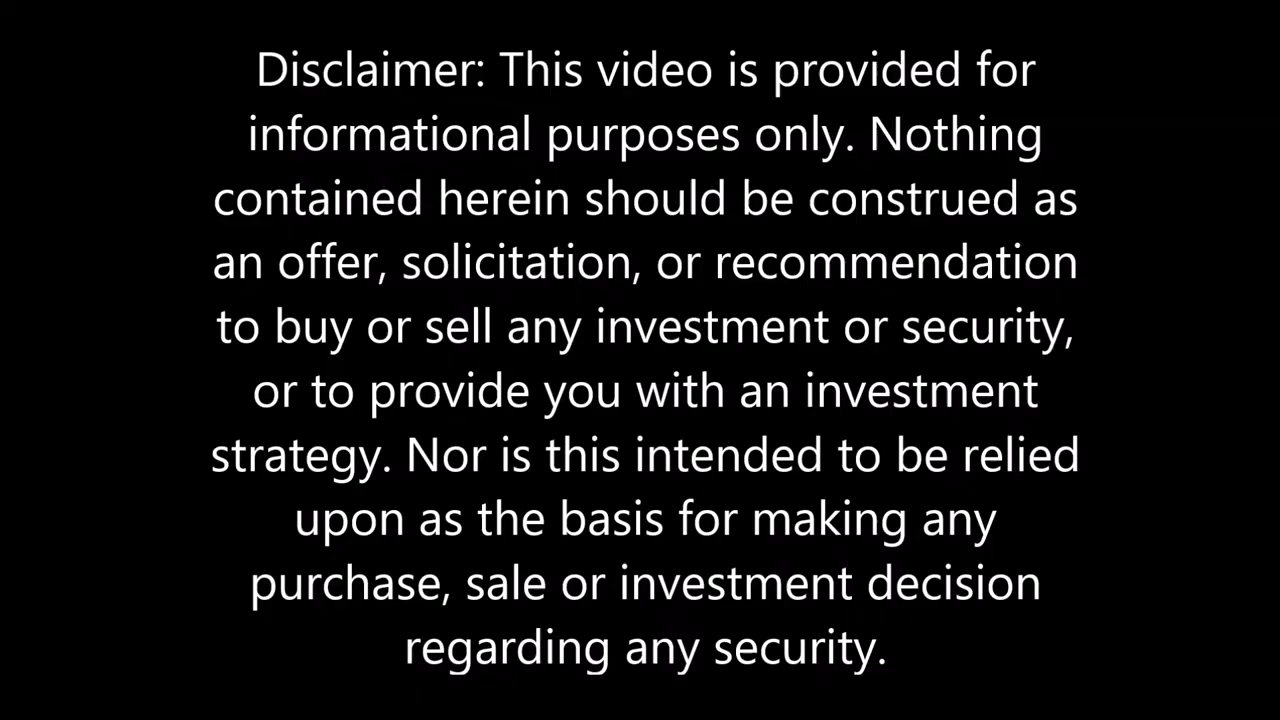 Disclaimer: This video is provided for
informational purposes only. Nothing
contained herein should be construed as
an offer, solicitation, or recommendation
to buy or sell any investment or security,
or to provide you with an investment
strategy. Nor is this intended to be relied
upon as the basis for making any
purchase, sale or investment decision
regarding any security.